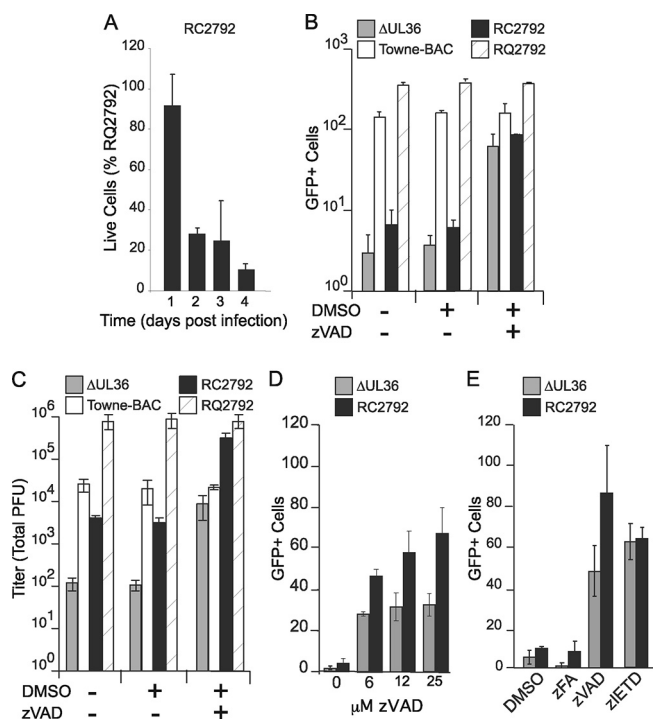 A
RC2792
Live Cells (% RQ2792)
120
100
80
60
40
20
0
1 2 3 4
Time (days post infection)
B
ΔUL36
RC2792
Towne-BAC
RQ2792
GFP+ Cells
10³
10²
10¹
10⁰
DMSO - + +
zVAD - - +
C
ΔUL36
RC2792
Towne-BAC
RQ2792
Titer (Total PFU)
10⁶
10⁵
10⁴
10³
10²
10¹
10⁰
DMSO - + +
zVAD - - +
D
ΔUL36
RC2792
GFP+ Cells
120
100
80
60
40
20
0
0 6 12 25
μM zVAD
E
ΔUL36
RC2792
GFP+ Cells
120
100
80
60
40
20
0
DMSO
zFA
zVAD
zIETD